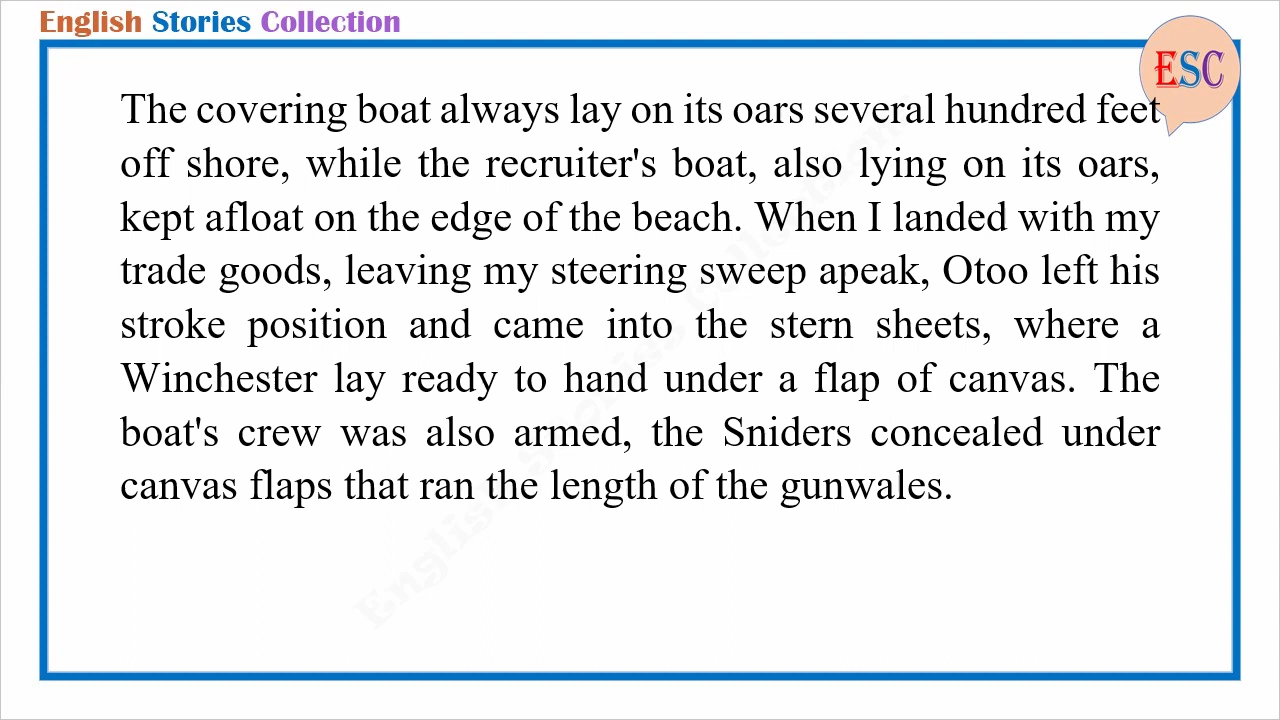 English Stories Collection
ESC
The covering boat always lay on its oars several hundred feet
off shore, while the recruiter's boat, also lying on its oars,
kept afloat on the edge of the beach. When I landed with my
trade goods, leaving my steering sweep apeak, Otoo left his
stroke position and came into the stern sheets, where a
Winchester lay ready to hand under a flap of canvas. The
boat's crew was also armed, the Sniders concealed under
canvas flaps that ran the length of the gunwales.
English Stories Collection